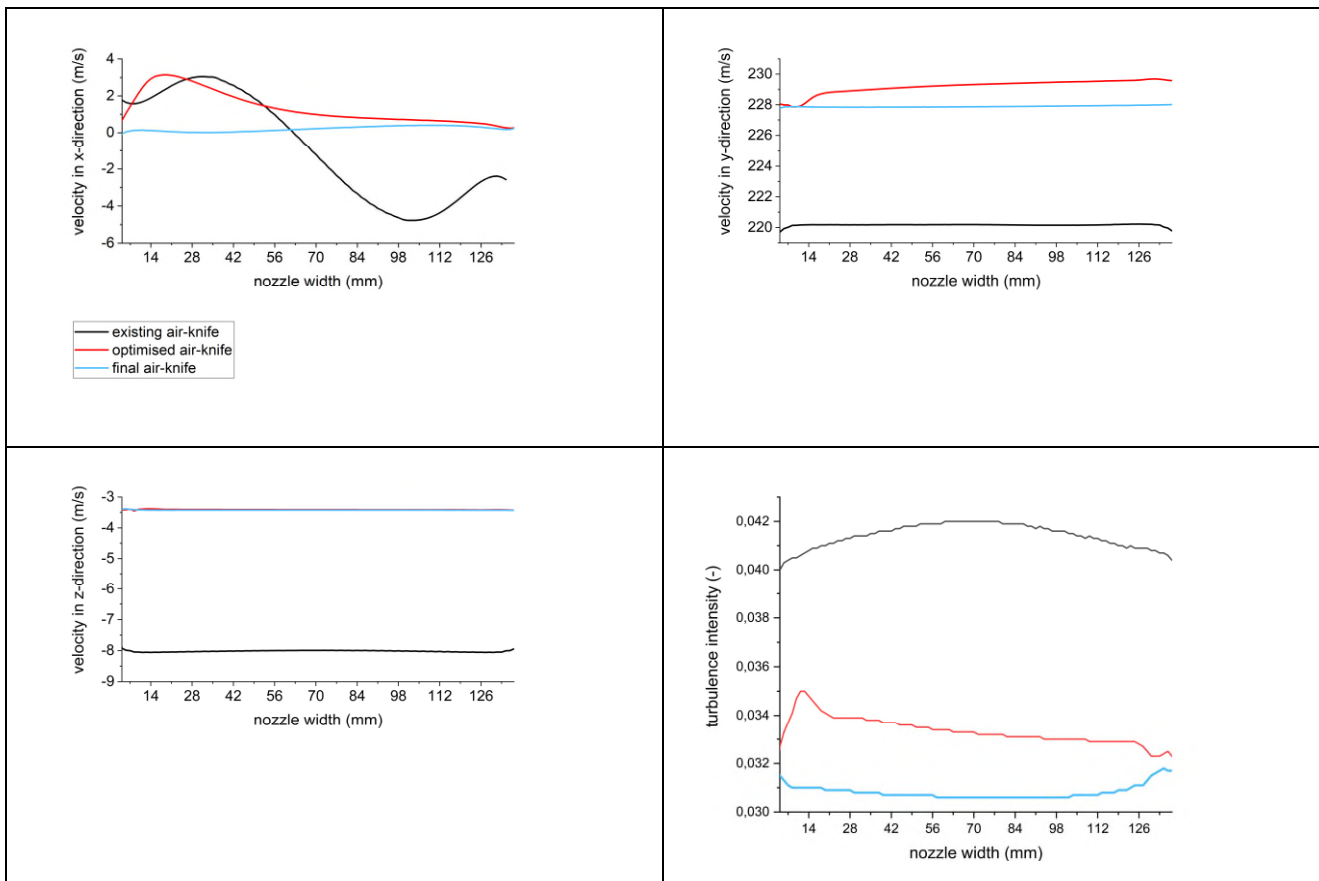 velocity in x-direction (m/s)
4
2
0
-2
-4
-6
14 28 42 56 70 84 98 112 126
nozzle width (mm)
existing air-knife
optimised air-knife
final air-knife
velocity in y-direction (m/s)
230
228
226
224
222
220
14 28 42 56 70 84 98 112 126
nozzle width (mm)
velocity in z-direction (m/s)
-3
-4
-5
-6
-7
-8
-9
14 28 42 56 70 84 98 112 126
nozzle width (mm)
turbulence intensity (-)
0,042
0,040
0,038
0,036
0,034
0,032
0,030
14 28 42 56 70 84 98 112 126
nozzle width (mm)